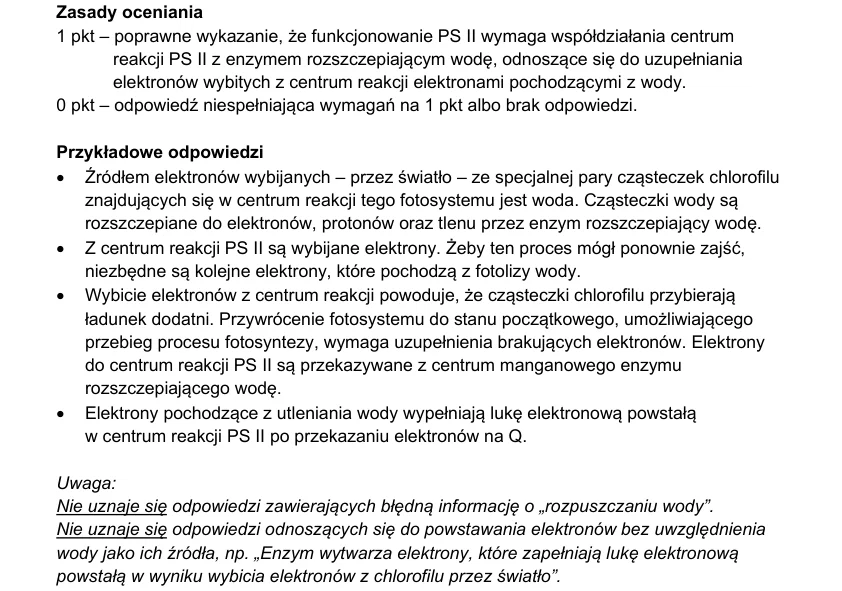 Zasady oceniania
1 pkt – poprawne wykazanie, że funkcjonowanie PS II wymaga współdziałania centrum
reakcji PS II z enzymem rozszczepiającym wodę, odnoszące się do uzupełniania
elektronów wybitych z centrum reakcji elektronami pochodzącymi z wody.
0 pkt – odpowiedź niespełniająca wymagań na 1 pkt albo brak odpowiedzi.
Przykładowe odpowiedzi
• Źródłem elektronów wybijanych – przez światło – ze specjalnej pary cząsteczek chlorofilu
znajdujących się w centrum reakcji tego fotosystemu jest woda. Cząsteczki wody są
rozszczepiane do elektronów, protonów oraz tlenu przez enzym rozszczepiający wodę.
• Z centrum reakcji PS II są wybijane elektrony. Żeby ten proces mógł ponownie zajść,
niezbędne są kolejne elektrony, które pochodzą z fotolizy wody.
• Wybicie elektronów z centrum reakcji powoduje, że cząsteczki chlorofilu przybierają
ładunek dodatni. Przywrócenie fotosystemu do stanu początkowego, umożliwiającego
przebieg procesu fotosyntezy, wymaga uzupełnienia brakujących elektronów. Elektrony
do centrum reakcji PS II są przekazywane z centrum manganowego enzymu
rozszczepiającego wodę.
• Elektrony pochodzące z utleniania wody wypełniają lukę elektronową powstałą
w centrum reakcji PS II po przekazaniu elektronów na Q.
Uwaga:
Nie uznaje się odpowiedzi zawierających błędną informację o „rozpuszczaniu wody”.
Nie uznaje się odpowiedzi odnoszących się do powstawania elektronów bez uwzględnienia
wody jako ich źródła, np. „Enzym wytwarza elektrony, które zapełniają lukę elektronową
powstałą w wyniku wybicia elektronów z chlorofilu przez światło”.